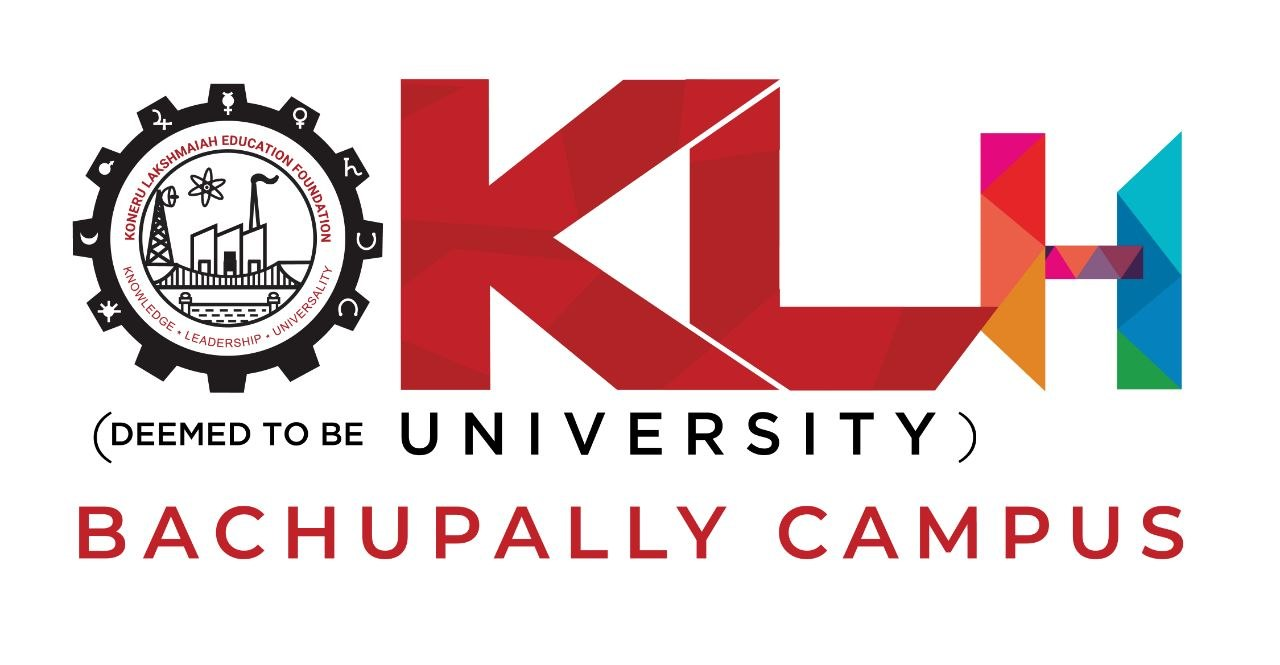 KONERU LAKSHMAIAH EDUCATION FOUNDATION
KNOWLEDGE • LEADERSHIP • UNIVERSALITY
KLH
(DEEMED TO BE UNIVERSITY)
BACHUPALLY CAMPUS